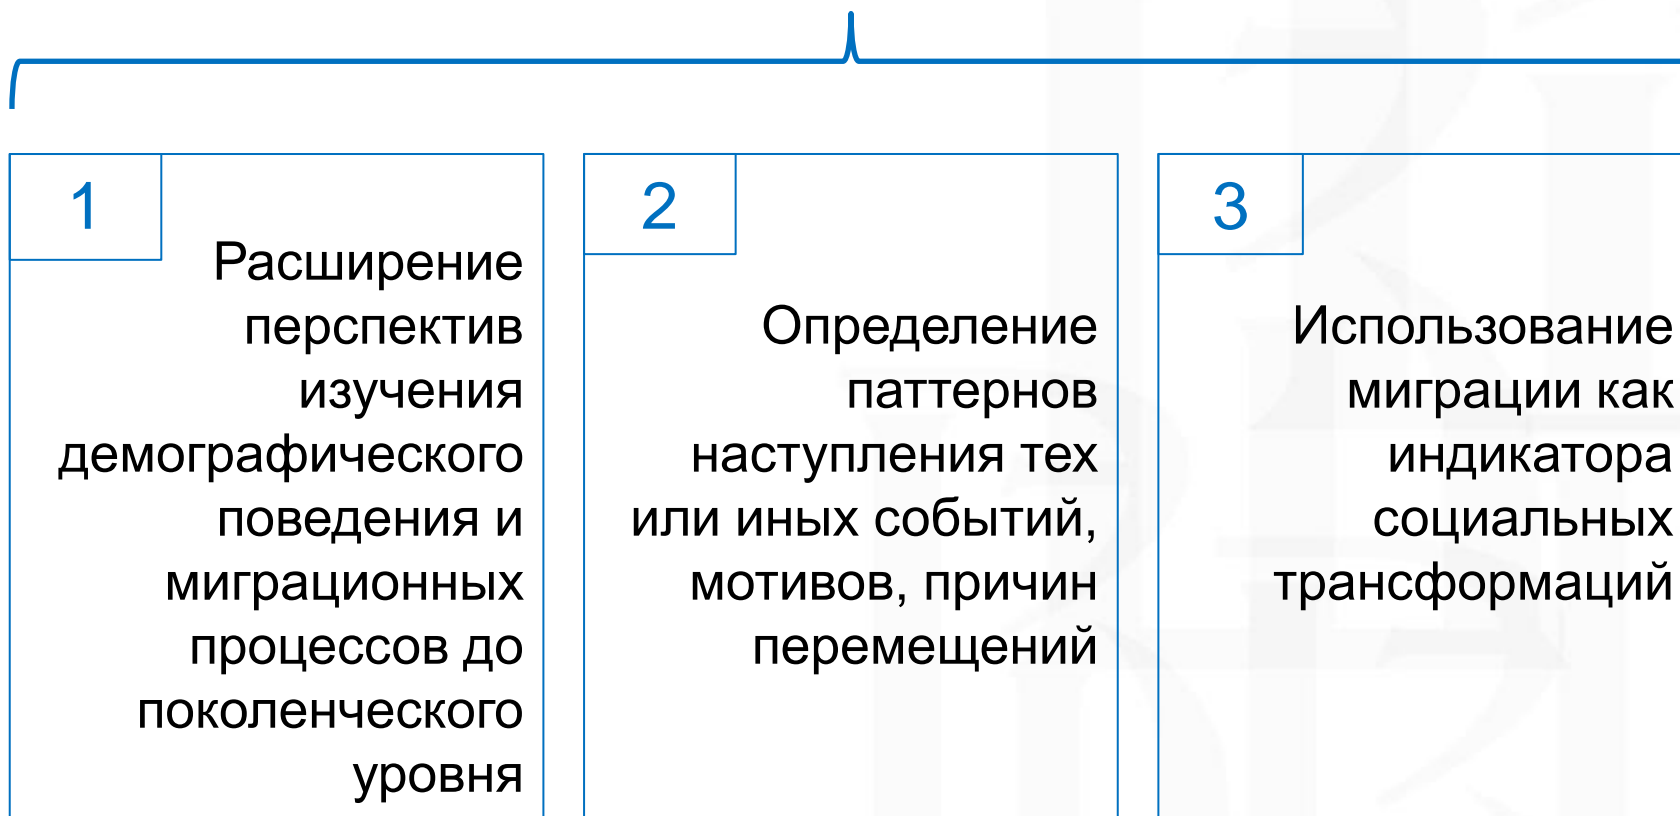 1
Расширение
перспектив
изучения
демографического
поведения и
миграционных
процессов до
поколенческого
уровня
2
Определение
паттернов
наступления тех
или иных событий,
мотивов, причин
перемещений
3
Использование
миграции как
индикатора
социальных
трансформаций